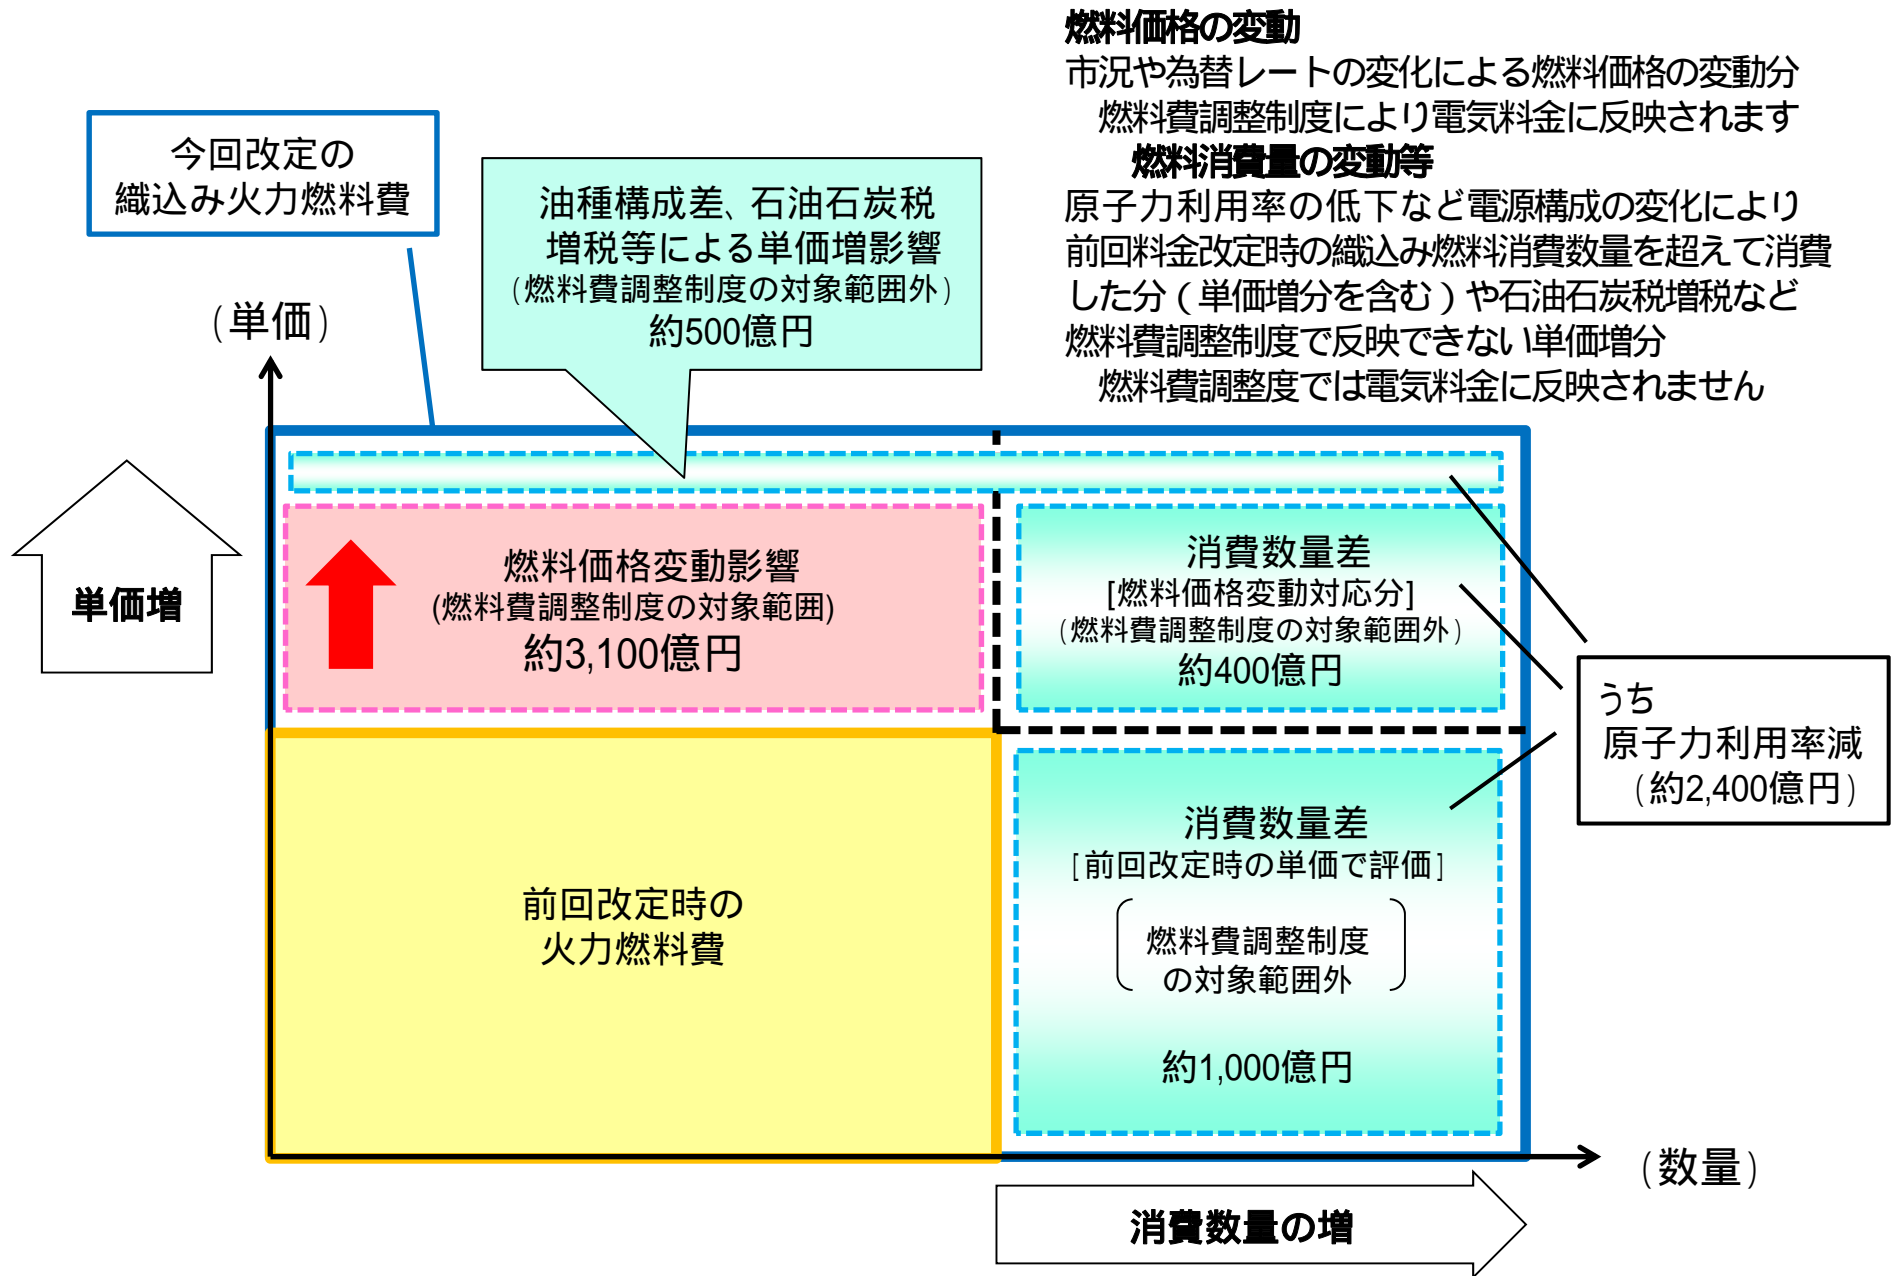 燃料価格の変動
市況や為替レートの変化による燃料価格の変動分
燃料費調整制度により電気料金に反映されます
燃料消費量の変動等
原子力利用率の低下など電源構成の変化により
前回料金改定時の織込み燃料消費数量を超えて消費
した分（単価増分を含む）や石油石炭税増税など
燃料費調整制度で反映できない単価増分
燃料費調整度では電気料金に反映されません
今回改定の
織込み火力燃料費
油種構成差、石油石炭税
増税等による単価増影響
(燃料費調整制度の対象範囲外)
約500億円
(単価)
単価増
燃料価格変動影響
(燃料費調整制度の対象範囲)
約3,100億円
消費数量差
[燃料価格変動対応分]
(燃料費調整制度の対象範囲外)
約400億円
うち
原子力利用率減
(約2,400億円)
前回改定時の
火力燃料費
消費数量差
[前回改定時の単価で評価]
燃料費調整制度
の対象範囲外
約1,000億円
(数量)
消費数量の増